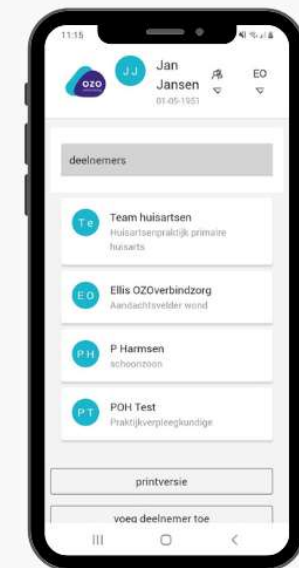 11:15
ozo
JJ
Jan
Jansen
01-05-1951
EO
deelnemers
Te
Team huisartsen
Huisartsenpraktijk primaire
huisarts
EO
Ellis OZOverbindzorg
Aandachtsvelder wond
PH
P Harmsen
schoonzoon
PT
POH Test
Praktijkverpleegkundige
printversie
voeg deelnemer toe